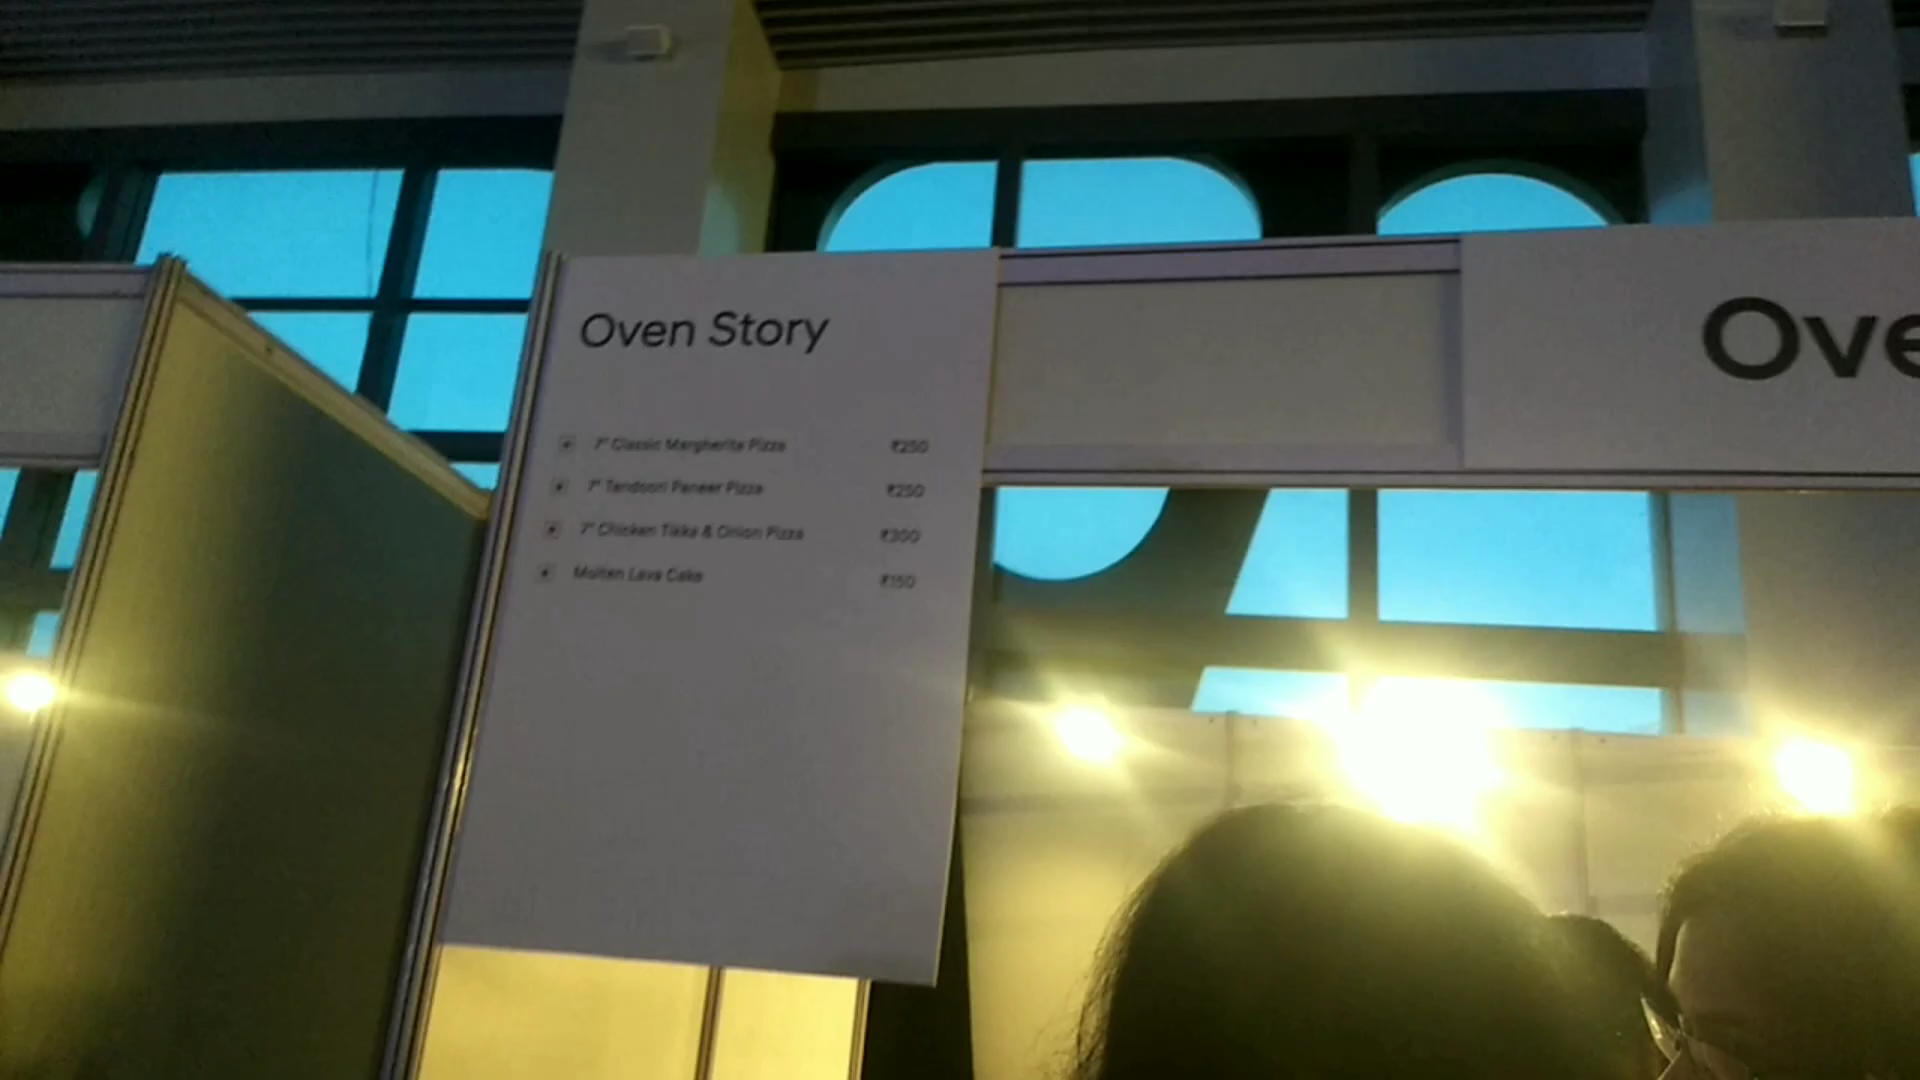 Oven Story
7" Classic Margherita Pizza ₹250
7" Tandoori Paneer Pizza ₹250
7" Chicken Tikka & Onion Pizza ₹300
Molten Lava Cake ₹150
Ove